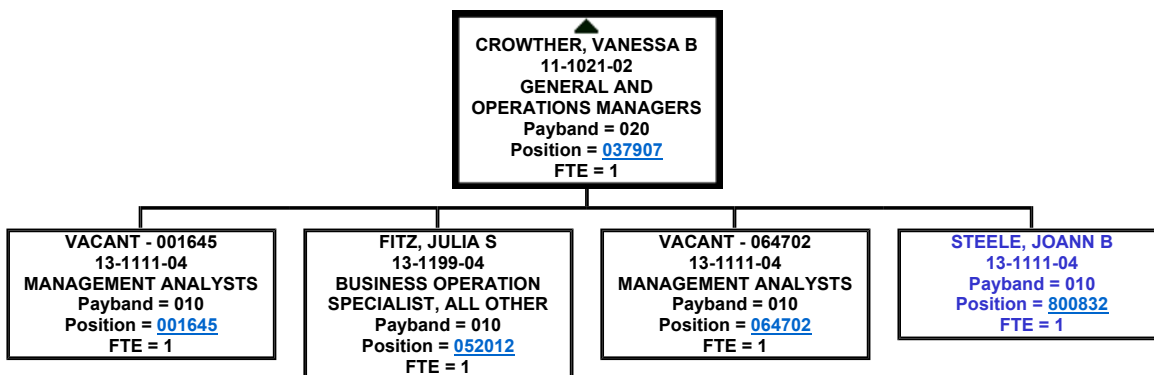 CROWTHER, VANESSA B
11-1021-02
GENERAL AND
OPERATIONS MANAGERS
Payband = 020
Position = 037907
FTE = 1
VACANT - 001645
13-1111-04
MANAGEMENT ANALYSTS
Payband = 010
Position = 001645
FTE = 1
FITZ, JULIA S
13-1199-04
BUSINESS OPERATION
SPECIALIST, ALL OTHER
Payband = 010
Position = 052012
FTE = 1
VACANT - 064702
13-1111-04
MANAGEMENT ANALYSTS
Payband = 010
Position = 064702
FTE = 1
STEELE, JOANN B
13-1111-04
Payband = 010
Position = 800832
FTE = 1